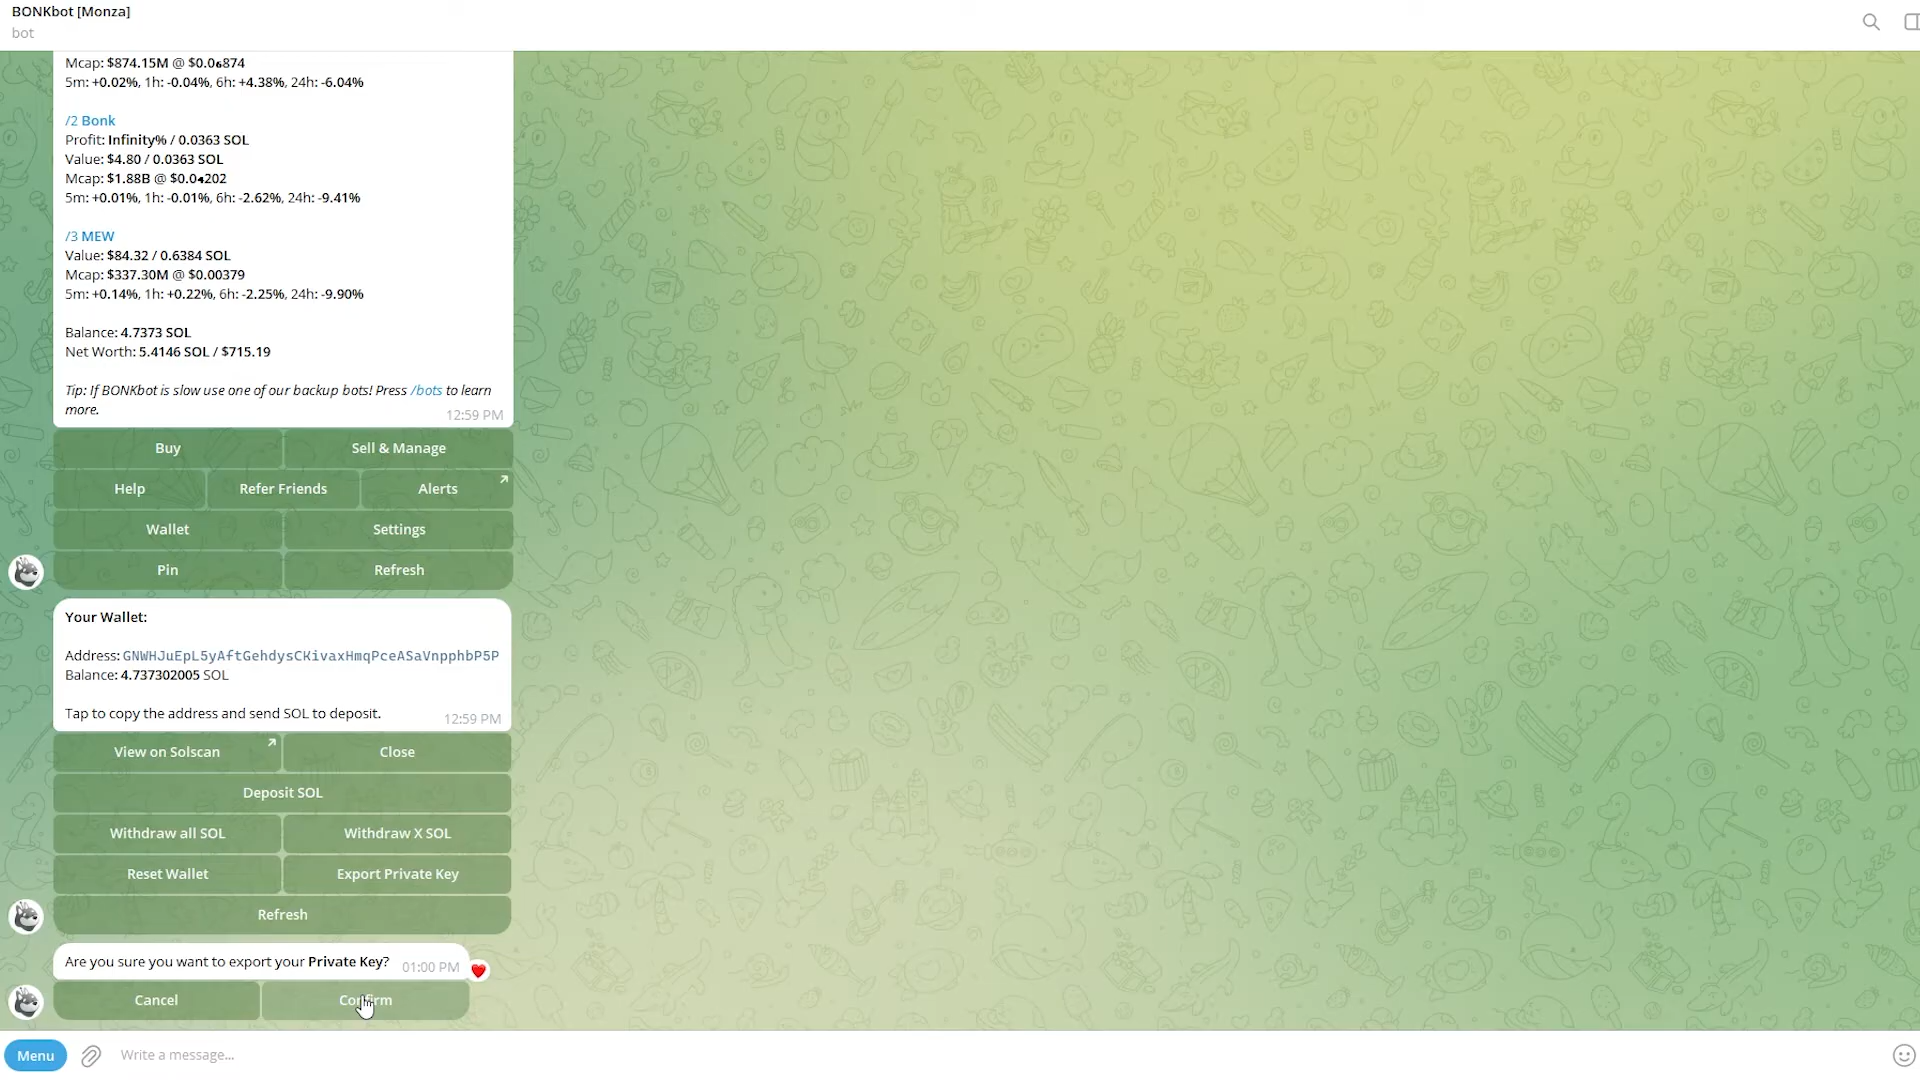 BONKbot [Monza]
bot
Mcap: $874.15M @ $0.0₆874
5m: +0.02%, 1h: -0.04%, 6h: +4.38%, 24h: -6.04%
/2 Bonk
Profit: Infinity% / 0.0363 SOL
Value: $4.80 / 0.0363 SOL
Mcap: $1.88B @ $0.0₄202
5m: +0.01%, 1h: -0.01%, 6h: -2.62%, 24h: -9.41%
/3 MEW
Value: $84.32 / 0.6384 SOL
Mcap: $337.30M @ $0.00379
5m: +0.14%, 1h: +0.22%, 6h: -2.25%, 24h: -9.90%
Balance: 4.7373 SOL
Net Worth: 5.4146 SOL / $715.19
Tip: If BONKbot is slow use one of our backup bots! Press /bots to learn
more.
12:59 PM
Buy
Sell & Manage
Help
Refer Friends
Alerts
Wallet
Settings
Pin
Refresh
Your Wallet:
Address: GNWHJuEpL5yAftGehdysCKivaxHmqPceASaVnpphbP5P
Balance: 4.737302005 SOL
Tap to copy the address and send SOL to deposit.
12:59 PM
View on Solscan
Close
Deposit SOL
Withdraw all SOL
Withdraw X SOL
Reset Wallet
Export Private Key
Refresh
Are you sure you want to export your Private Key?
01:00 PM
Cancel
Confirm
Menu
Write a message...